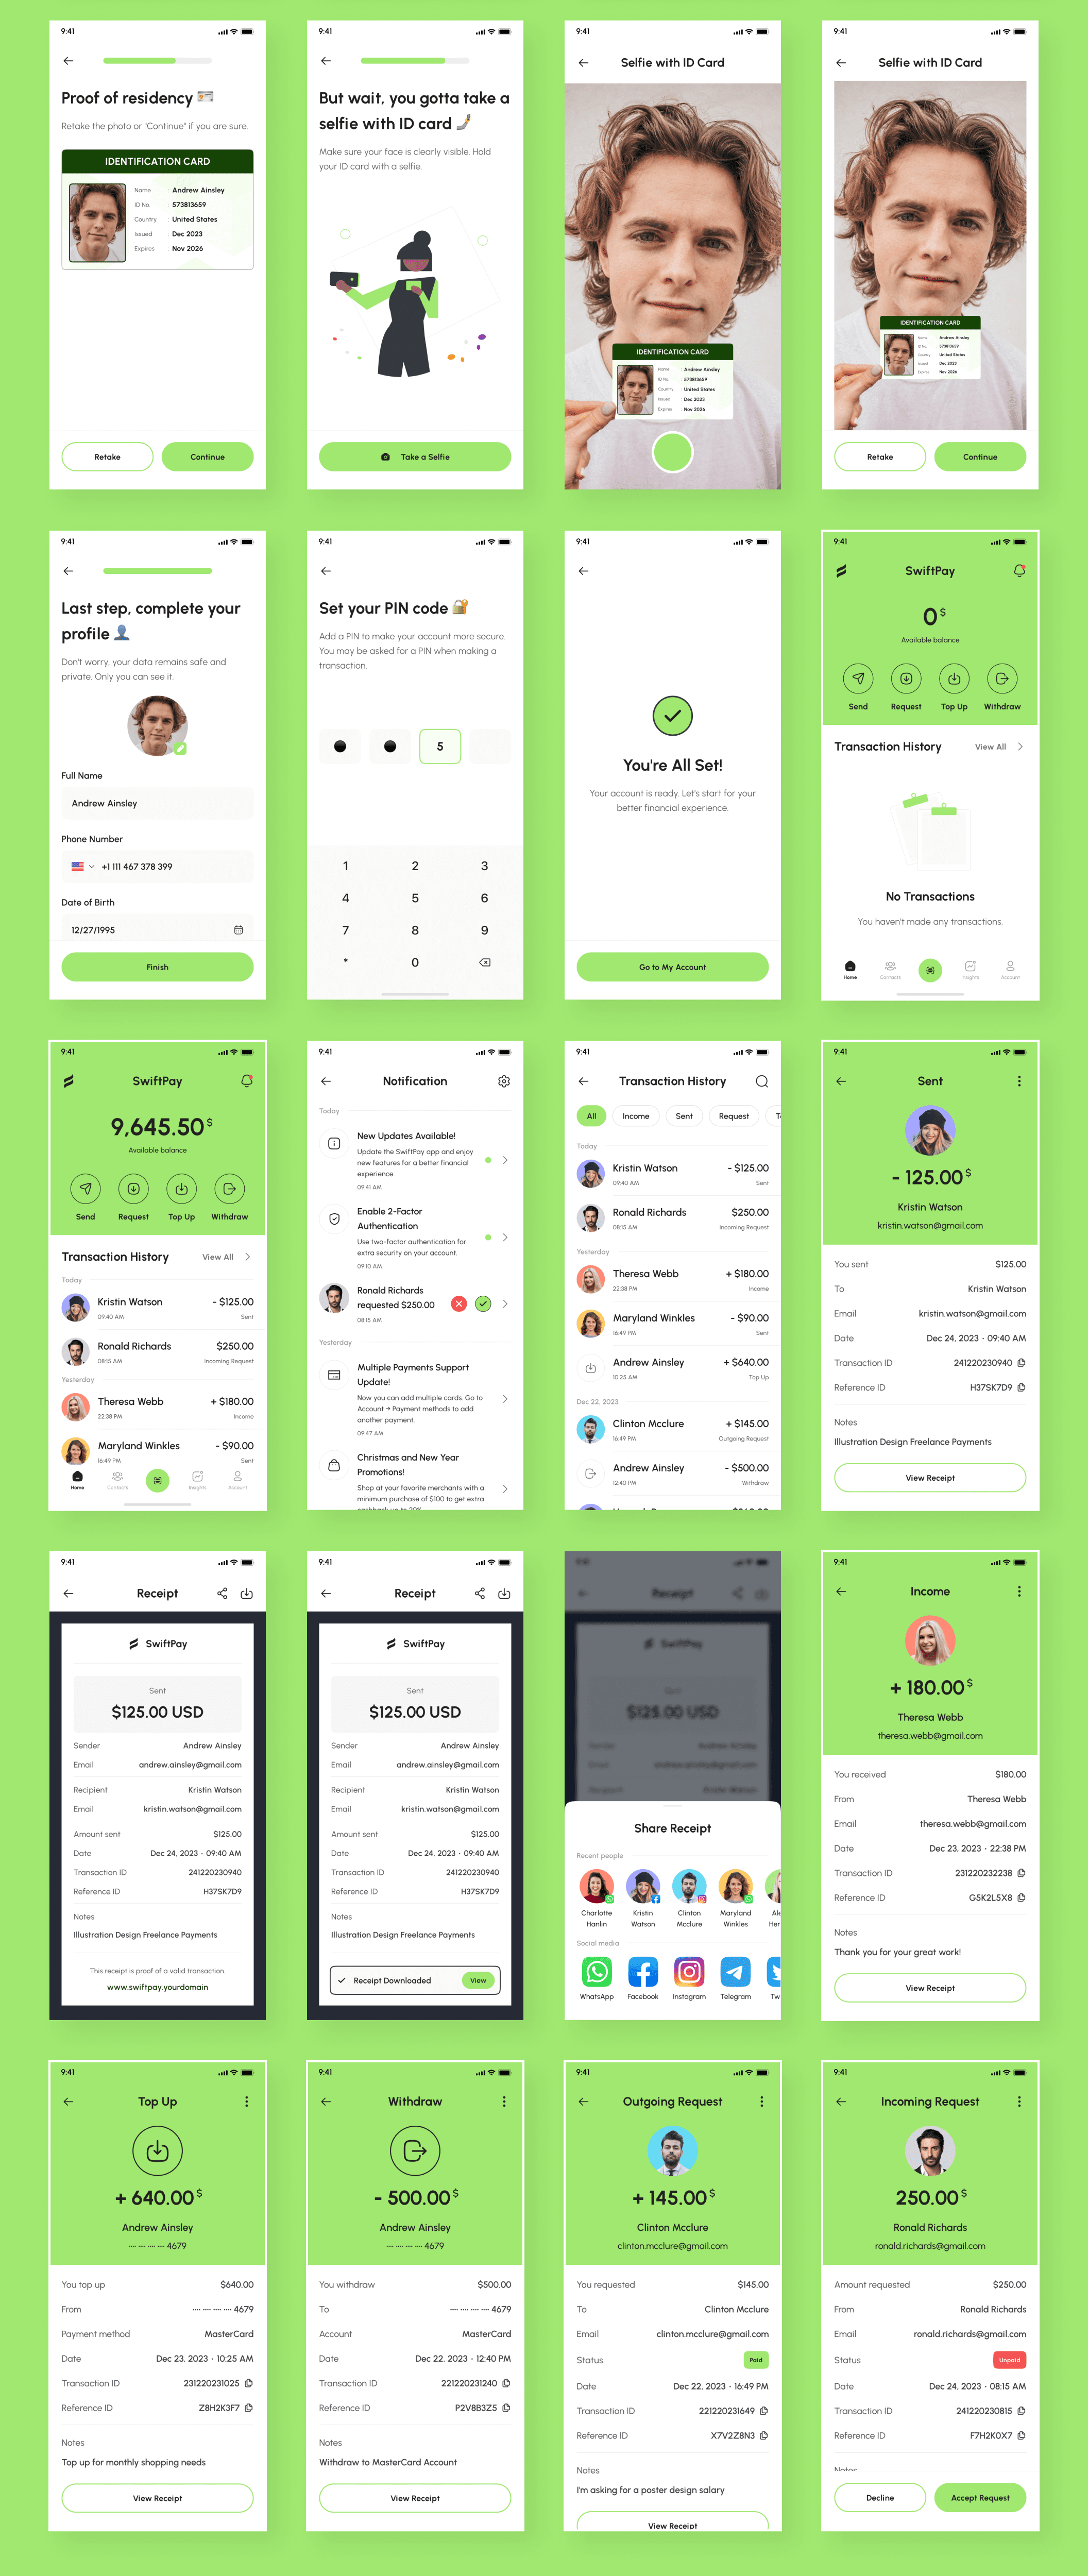 9:41
Proof of residency
Retake the photo or "Continue" if you are sure.
IDENTIFICATION CARD
Name : Andrew Ainsley
ID No. : 573813659
Country : United States
Issued : Dec 2023
Expires : Nov 2026
Retake
Continue
9:41
But wait, you gotta take a
selfie with ID card
Make sure your face is clearly visible. Hold
your ID card with a selfie.
Take a Selfie
9:41
Selfie with ID Card
IDENTIFICATION CARD
Name : Andrew Ainsley
ID No. : 573813659
Country : United States
Issued : Dec 2023
Expires : Nov 2026
9:41
Selfie with ID Card
IDENTIFICATION CARD
Name : Andrew Ainsley
ID No. : 573813659
Country : United States
Issued : Dec 2023
Expires : Nov 2026
Retake
Continue
9:41
Last step, complete your
profile
Don't worry, your data remains safe and
private. Only you can see it.
Full Name
Andrew Ainsley
Phone Number
+1 111 467 378 399
Date of Birth
12/27/1995
Finish
9:41
Set your PIN code
Add a PIN to make your account more secure.
You may be asked for a PIN when making a
transaction.
5
1 2 3
4 5 6
7 8 9
* 0
9:41
You're All Set!
Your account is ready. Let's start for your
better financial experience.
Go to My Account
9:41
SwiftPay
0$
Available balance
Send Request Top Up Withdraw
Transaction History View All
No Transactions
You haven't made any transactions.
Home Contacts Insights Account
9:41
SwiftPay
9,645.50$
Available balance
Send Request Top Up Withdraw
Transaction History View All
Today
Kristin Watson - $125.00
09:40 AM Sent
Ronald Richards $250.00
08:15 AM Incoming Request
Yesterday
Theresa Webb + $180.00
22:38 PM Income
Maryland Winkles - $90.00
16:49 PM Sent
Home Contacts Insights Account
9:41
Notification
Today
New Updates Available!
Update the SwiftPay app and enjoy
new features for a better financial
experience.
09:41 AM
Enable 2-Factor
Authentication
Use two-factor authentication for
extra security on your account.
09:10 AM
Ronald Richards
requested $250.00
08:15 AM
Yesterday
Multiple Payments Support
Update!
Now you can add multiple cards. Go to
Account → Payment methods to add
another payment.
09:47 AM
Christmas and New Year
Promotions!
Shop at your favorite merchants with a
minimum purchase of $100 to get extra
cashback up to 20%
9:41
Transaction History
All Income Sent Request
Today
Kristin Watson - $125.00
09:40 AM Sent
Ronald Richards $250.00
08:15 AM Incoming Request
Yesterday
Theresa Webb + $180.00
22:38 PM Income
Maryland Winkles - $90.00
16:49 PM Sent
Andrew Ainsley + $640.00
10:25 AM Top Up
Dec 22, 2023
Clinton Mcclure + $145.00
16:49 PM Outgoing Request
Andrew Ainsley - $500.00
12:40 PM Withdraw
9:41
Sent
- 125.00$
Kristin Watson
kristin.watson@gmail.com
You sent $125.00
To Kristin Watson
Email kristin.watson@gmail.com
Date Dec 24, 2023 · 09:40 AM
Transaction ID 241220230940
Reference ID H37SK7D9
Notes
Illustration Design Freelance Payments
View Receipt
9:41
Receipt
SwiftPay
Sent
$125.00 USD
Sender Andrew Ainsley
Email andrew.ainsley@gmail.com
Recipient Kristin Watson
Email kristin.watson@gmail.com
Amount sent $125.00
Date Dec 24, 2023 · 09:40 AM
Transaction ID 241220230940
Reference ID H37SK7D9
Notes
Illustration Design Freelance Payments
This receipt is proof of a valid transaction.
www.swiftpay.yourdomain
9:41
Receipt
SwiftPay
Sent
$125.00 USD
Sender Andrew Ainsley
Email andrew.ainsley@gmail.com
Recipient Kristin Watson
Email kristin.watson@gmail.com
Amount sent $125.00
Date Dec 24, 2023 · 09:40 AM
Transaction ID 241220230940
Reference ID H37SK7D9
Notes
Illustration Design Freelance Payments
Receipt Downloaded View
Receipt
SwiftPay
$125.00 USD
Share Receipt
Recent people
Charlotte Kristin Clinton Maryland
Hanlin Watson Mcclure Winkles
Social media
WhatsApp Facebook Instagram Telegram
9:41
Income
+ 180.00$
Theresa Webb
theresa.webb@gmail.com
You received $180.00
From Theresa Webb
Email theresa.webb@gmail.com
Date Dec 23, 2023 · 22:38 PM
Transaction ID 231220232238
Reference ID G5K2L5X8
Notes
Thank you for your great work!
View Receipt
9:41
Top Up
+ 640.00$
Andrew Ainsley
···· ···· ···· 4679
You top up $640.00
From ···· ···· ···· 4679
Payment method MasterCard
Date Dec 23, 2023 · 10:25 AM
Transaction ID 231220231025
Reference ID Z8H2K3F7
Notes
Top up for monthly shopping needs
View Receipt
9:41
Withdraw
- 500.00$
Andrew Ainsley
···· ···· ···· 4679
You withdraw $500.00
To ···· ···· ···· 4679
Account MasterCard
Date Dec 22, 2023 · 12:40 PM
Transaction ID 221220231240
Reference ID P2V8B3Z5
Notes
Withdraw to MasterCard Account
View Receipt
9:41
Outgoing Request
+ 145.00$
Clinton Mcclure
clinton.mcclure@gmail.com
You requested $145.00
To Clinton Mcclure
Email clinton.mcclure@gmail.com
Status Paid
Date Dec 22, 2023 · 16:49 PM
Transaction ID 221220231649
Reference ID X7V2Z8N3
Notes
I'm asking for a poster design salary
View Receipt
9:41
Incoming Request
250.00$
Ronald Richards
ronald.richards@gmail.com
Amount requested $250.00
From Ronald Richards
Email ronald.richards@gmail.com
Status Unpaid
Date Dec 24, 2023 · 08:15 AM
Transaction ID 241220230815
Reference ID F7H2K0X7
Notes
Decline
Accept Request